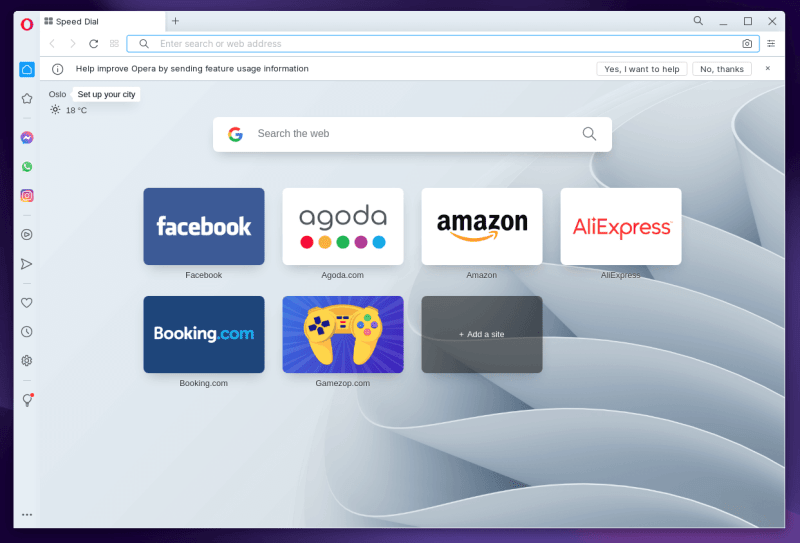 Speed Dial
Enter search or web address
Help improve Opera by sending feature usage information
Yes, I want to help
No, thanks
Oslo
Set up your city
18 °C
Search the web
facebook
agoda
amazon
AliExpress
Facebook
Agoda.com
Amazon
AliExpress
Booking.com
+ Add a site
Booking.com
Gamezop.com